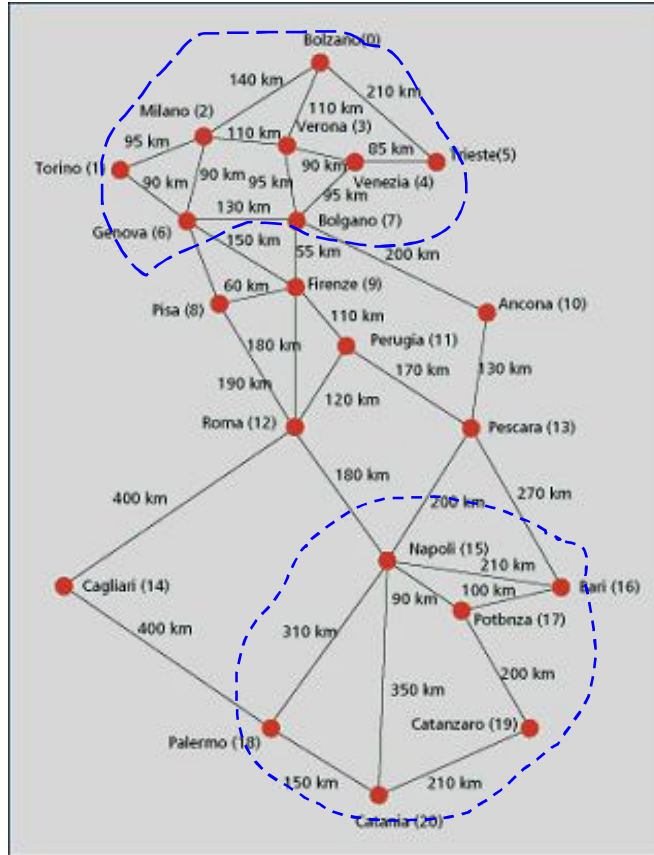 Bolzano(0)
140 km
210 km
110 km
Milano (2)
Verona (3)
110 km
95 km
85 km
90 km
Trieste(5)
Torino (1)
Venezia (4)
90 km
90 km
95 km
95 km
130 km
Bolgano (7)
Genova (6)
150 km
55 km
200 km
60 km
Firenze (9)
Pisa (8)
Ancona (10)
110 km
180 km
Perugia (11)
130 km
170 km
190 km
120 km
Roma (12)
Pescara (13)
180 km
400 km
200 km
270 km
Napoli (15)
210 km
Cagliari (14)
90 km
100 km
Bari (16)
Potbnza (17)
400 km
310 km
200 km
350 km
Catanzaro (19)
Palermo (18)
150 km
210 km
Catania (20)